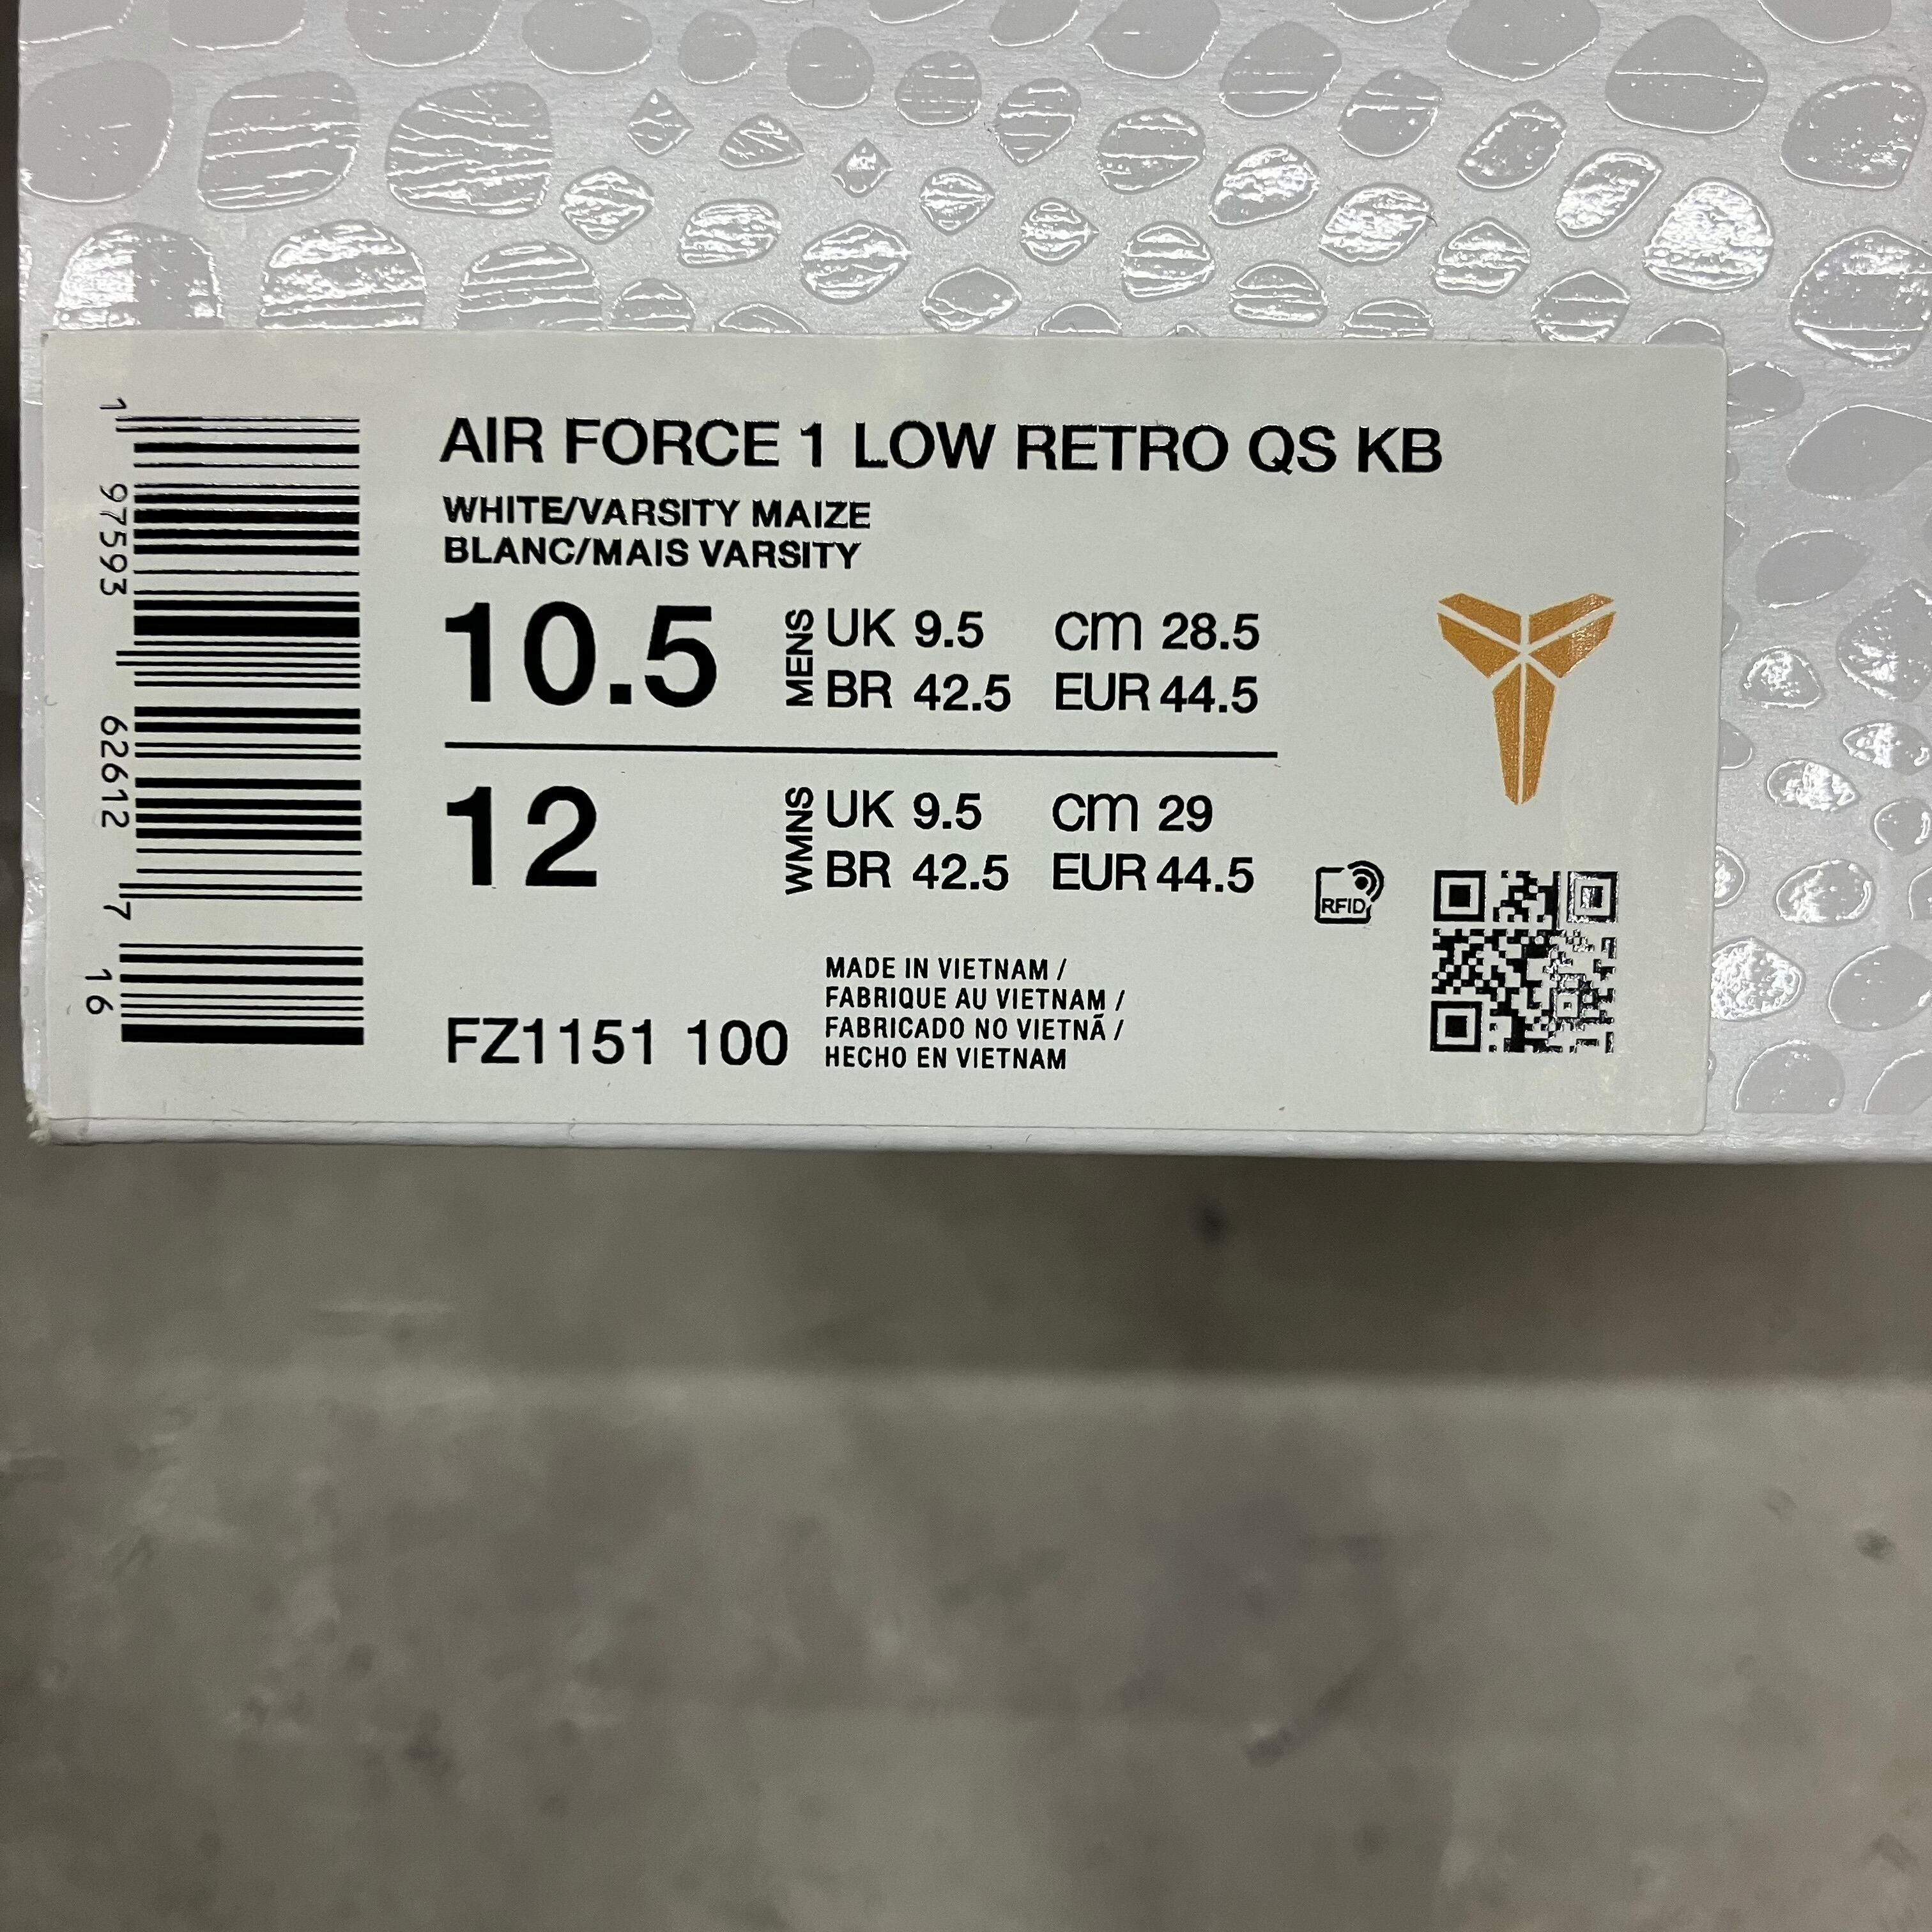 1 97593 62612 7 16
AIR FORCE 1 LOW RETRO QS KB
WHITE/VARSITY MAIZE
BLANC/MAIS VARSITY
10.5 MENS UK 9.5 cm 28.5
BR 42.5 EUR 44.5
12 WMNS UK 9.5 cm 29
BR 42.5 EUR 44.5
RFID
FZ1151 100
MADE IN VIETNAM /
FABRIQUE AU VIETNAM /
FABRICADO NO VIETNÃ /
HECHO EN VIETNAM